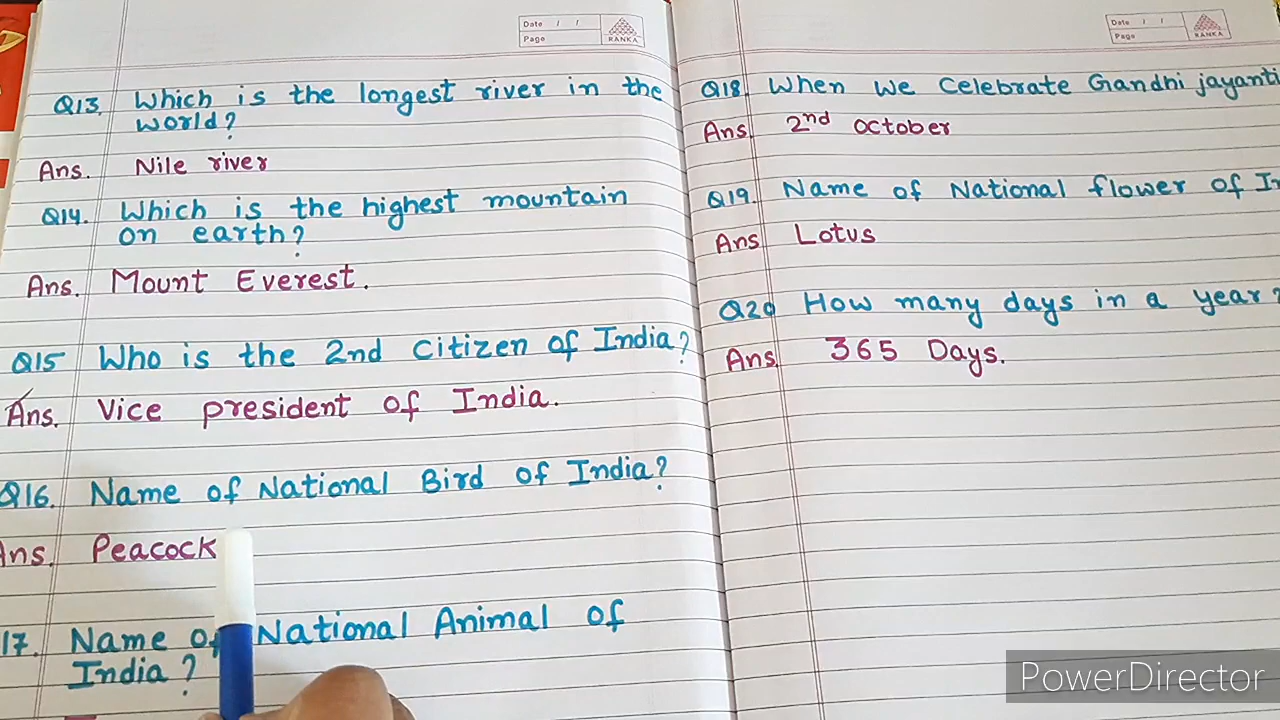 Date / /
Page
RANKA
Q13. Which is the longest river in the
world?
Ans. Nile river
Q14. Which is the highest mountain
on earth?
Ans. Mount Everest.
Q15 Who is the 2nd citizen of India?
Ans. Vice president of India.
Q16. Name of National Bird of India?
Ans. Peacock
17. Name of National Animal of
India?
Date / /
Page
RANKA
Q18. When we celebrate Gandhi jayanti
Ans. 2nd october
Q19. Name of National flower of In
Ans Lotus
Q20 How many days in a year?
Ans. 365 Days.
PowerDirector